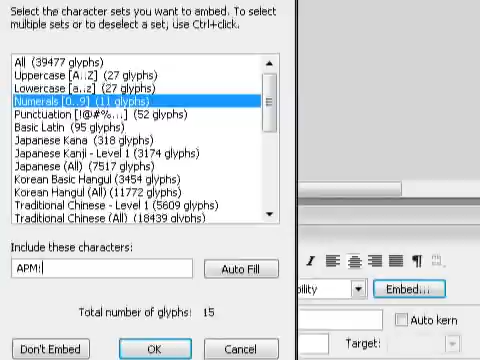 Select the character sets you want to embed. To select
multiple sets or to deselect a set, use Ctrl+click.
All (39477 glyphs)
Uppercase [A..Z] (27 glyphs)
Lowercase [a..z] (27 glyphs)
Numerals [0..9] (11 glyphs)
Punctuation [!@#%...] (52 glyphs)
Basic Latin (95 glyphs)
Japanese Kana (318 glyphs)
Japanese Kanji - Level 1 (3174 glyphs)
Japanese (All) (7517 glyphs)
Korean Basic Hangul (3454 glyphs)
Korean Hangul (All) (11772 glyphs)
Traditional Chinese - Level 1 (5609 glyphs)
Traditional Chinese (All) (18439 glyphs)
Include these characters:
APM:
Auto Fill
Total number of glyphs: 15
Don't Embed
OK
Cancel
bility
Embed...
Auto kern
Target: